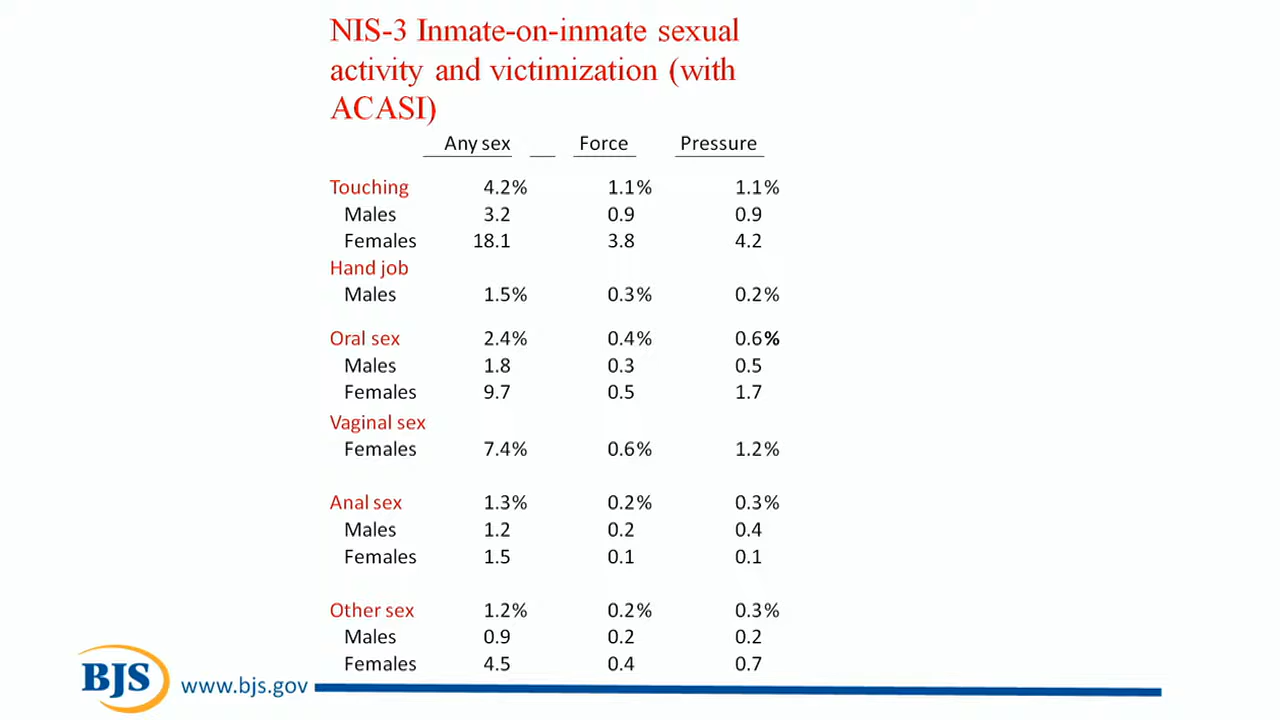 NIS-3 Inmate-on-inmate sexual
activity and victimization (with
ACASI)
Any sex Force Pressure
Touching 4.2% 1.1% 1.1%
Males 3.2 0.9 0.9
Females 18.1 3.8 4.2
Hand job
Males 1.5% 0.3% 0.2%
Oral sex 2.4% 0.4% 0.6%
Males 1.8 0.3 0.5
Females 9.7 0.5 1.7
Vaginal sex
Females 7.4% 0.6% 1.2%
Anal sex 1.3% 0.2% 0.3%
Males 1.2 0.2 0.4
Females 1.5 0.1 0.1
Other sex 1.2% 0.2% 0.3%
Males 0.9 0.2 0.2
Females 4.5 0.4 0.7
BJS www.bjs.gov